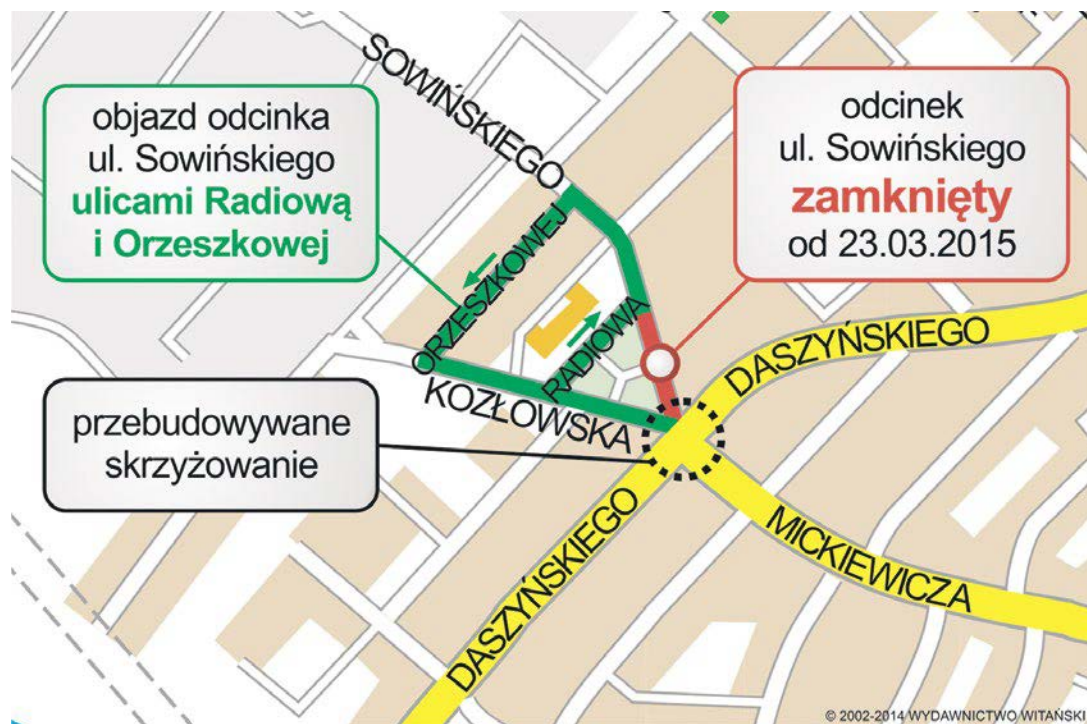 SOWIŃSKIEGO
objazd odcinka
ul. Sowińskiego
ulicami Radiową
i Orzeszkowej
odcinek
ul. Sowińskiego
zamknięty
od 23.03.2015
ORZESZKOWEJ
RADIOWA
DASZYŃSKIEGO
KOZŁOWSKA
przebudowywane
skrzyżowanie
DASZYŃSKIEGO
MICKIEWICZA
© 2002-2014 WYDAWNICTWO WITAŃSKI